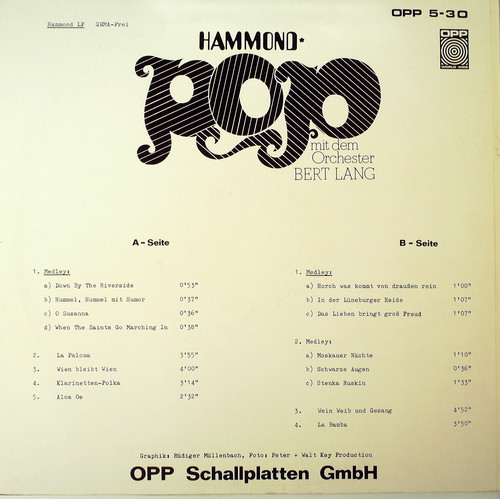 Hammond LP GEMA-Frei
OPP 5-30
OPP
HAMMOND·
POP
mit dem
Orchester
BERT LANG
A - Seite
1. Medley:
a) Down By The Riverside 0'53"
b) Hummel, Hummel mit Humor 0'37"
c) O Susanna 0'36"
d) When The Saints Go Marching In 0'38"
2. La Paloma 3'55"
3. Wien bleibt Wien 4'00"
4. Klarinetten-Polka 3'14"
5. Aloa Oe 2'32"
B - Seite
1. Medley:
a) Horch was kommt von draußen rein 1'00"
b) In der Lüneburger Heide 1'07"
c) Das Lieben bringt groß Freud 1'07"
2. Medley:
a) Moskauer Nächte 1'10"
b) Schwarze Augen 0'36"
c) Stenka Ruskin 1'33"
3. Wein Weib und Gesang 4'52"
4. La Bamba 3'50"
Graphik: Rüdiger Müllenbach, Foto: Peter + Walt Key Production
OPP Schallplatten GmbH